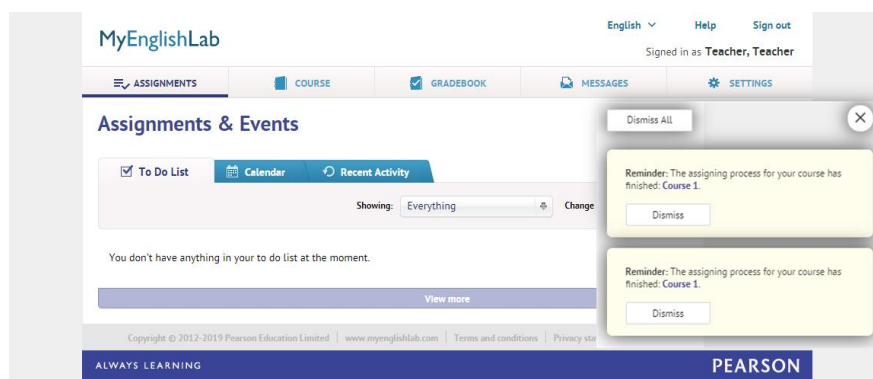 MyEnglishLab
English Help Sign out
Signed in as Teacher, Teacher
ASSIGNMENTS COURSE GRADEBOOK MESSAGES SETTINGS
Assignments & Events
Dismiss All
To Do List Calendar Recent Activity
Showing: Everything Change
Reminder: The assigning process for your course has
finished: Course 1.
Dismiss
You don't have anything in your to do list at the moment.
View more
Reminder: The assigning process for your course has
finished: Course 1.
Dismiss
Copyright © 2012-2019 Pearson Education Limited | www.myenglishlab.com | Terms and conditions | Privacy
ALWAYS LEARNING PEARSON